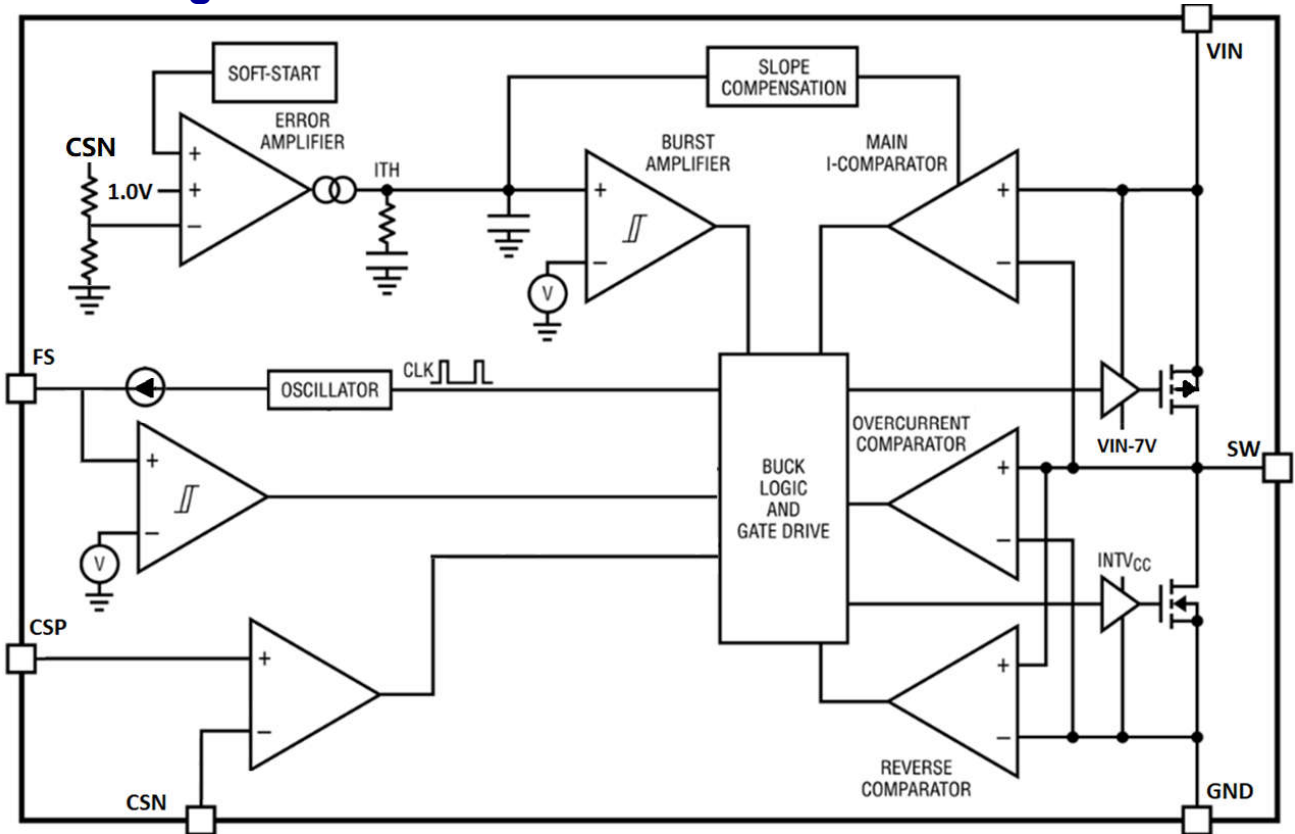 VIN
SOFT-START
SLOPE
COMPENSATION
ERROR
AMPLIFIER
BURST
AMPLIFIER
MAIN
I-COMPARATOR
CSN
ITH
1.0V
+
+
−
+
−
V
+
−
FS
CLK
OSCILLATOR
OVERCURRENT
COMPARATOR
VIN-7V
SW
BUCK
LOGIC
AND
GATE DRIVE
+
−
V
+
−
INTVCC
CSP
+
−
+
−
REVERSE
COMPARATOR
CSN
GND